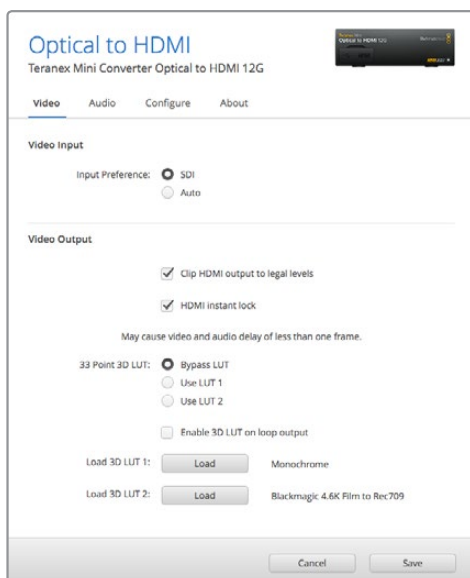 Optical to HDMI
Teranex Mini Converter Optical to HDMI 12G
Optical to HDMI 12G
Video Audio Configure About
Video Input
Input Preference: SDI
Auto
Video Output
Clip HDMI output to legal levels
HDMI instant lock
May cause video and audio delay of less than one frame.
33 Point 3D LUT: Bypass LUT
Use LUT 1
Use LUT 2
Enable 3D LUT on loop output
Load 3D LUT 1: Load Monochrome
Load 3D LUT 2: Load Blackmagic 4.6K Film to Rec709
Cancel Save